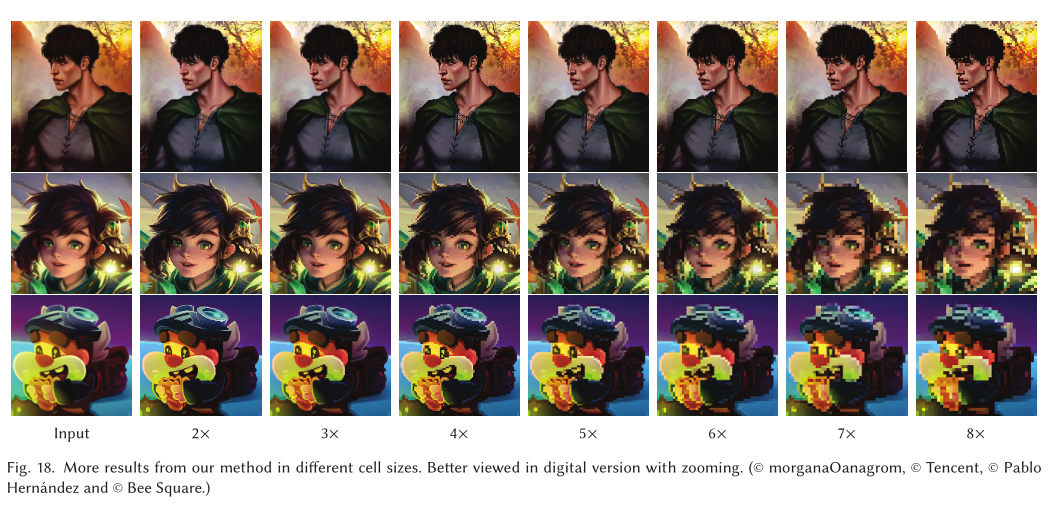 Input 2× 3× 4× 5× 6× 7× 8×
Fig. 18. More results from our method in different cell sizes. Better viewed in digital version with zooming. (© morganaOanagrom, © Tencent, © Pablo
Hernández and © Bee Square.)